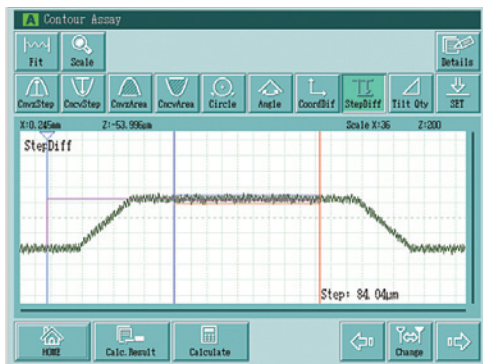 A Contour Assay
Fit Scale Details
CnvxStep CncvStep CnvxArea CncvArea Circle Angle CoordDif StepDiff Tilt Qty SET
X:0.245mm Z:-53.996um Scale X:36 Z:200
StepDiff
Step: 84.04μm
HOME Calc.Result Calculate Change